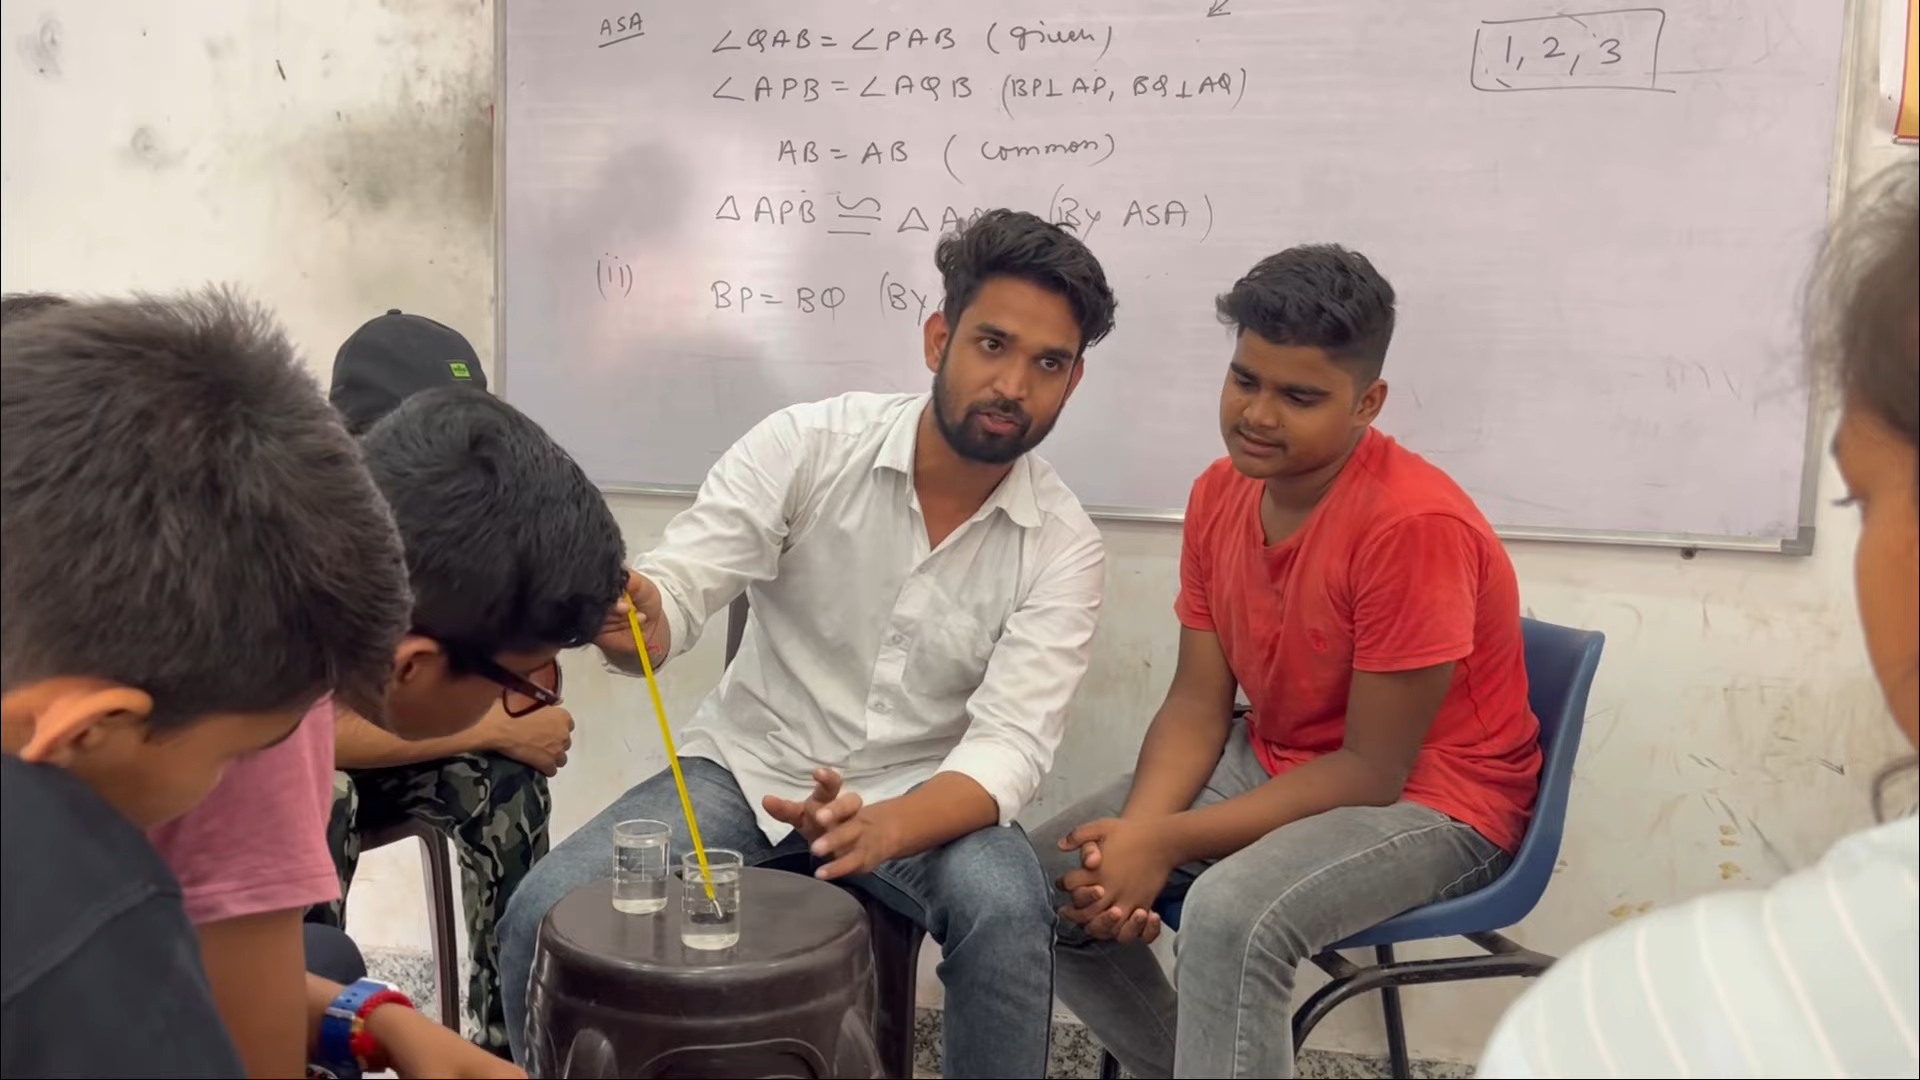 ASA
∠QAB = ∠PAB (given)
∠APB = ∠AQB (BP⊥AP, BQ⊥AQ)
AB = AB (common)
△APB ≅ △A (By ASA)
(ii) BP = BQ (By
1, 2, 3